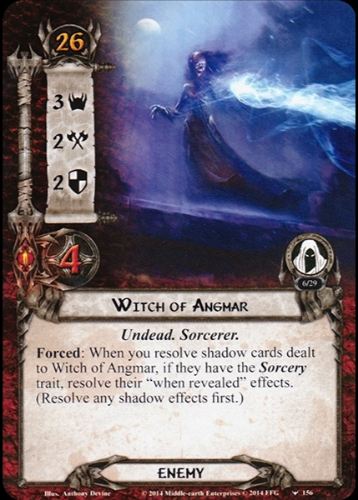 26
3
2
2
4
6/29
Witch of Angmar
Undead. Sorcerer.
Forced: When you resolve shadow cards dealt
to Witch of Angmar, if they have the Sorcery
trait, resolve their “when revealed” effects.
(Resolve any shadow effects first.)
ENEMY
Illus. Anthony Devine © 2014 Middle-earth Enterprises © 2014 FFG 156